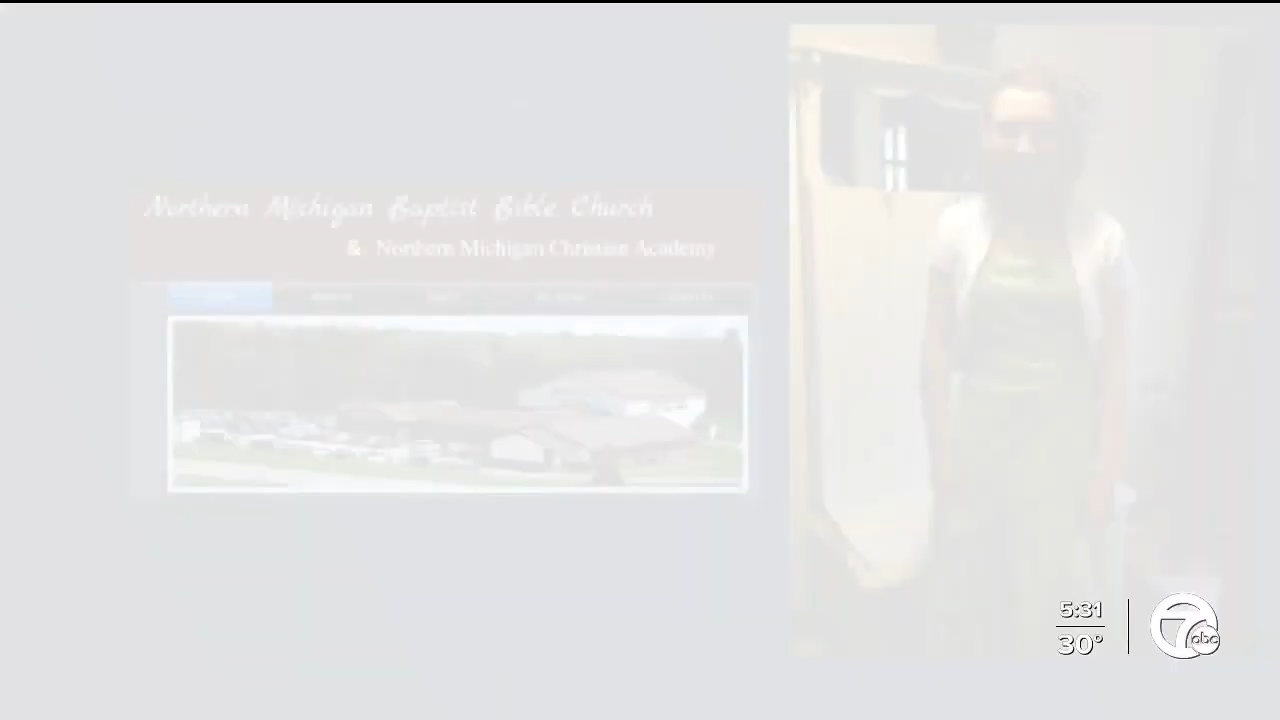 Northern Michigan Baptist Bible Church
& Northern Michigan Christian Academy
5:31
30°
7 abc